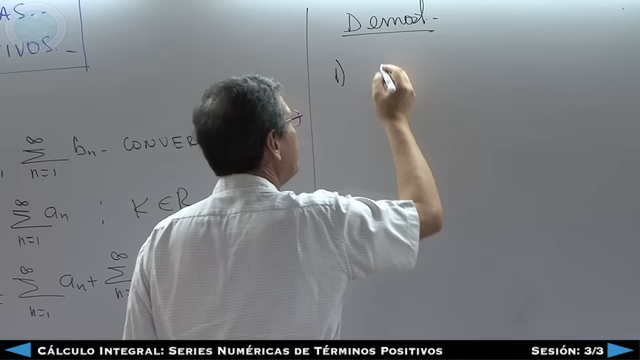 AS...
TIVOS...
∞
Σ bn - CONVER
n=1
∞
Σ an ; K ∈ R
n=1
∞ ∞
Σ an + Σ
n=1 n=
Demost.
1)
CÁLCULO INTEGRAL: SERIES NUMÉRICAS DE TÉRMINOS POSITIVOS SESIÓN: 3/3